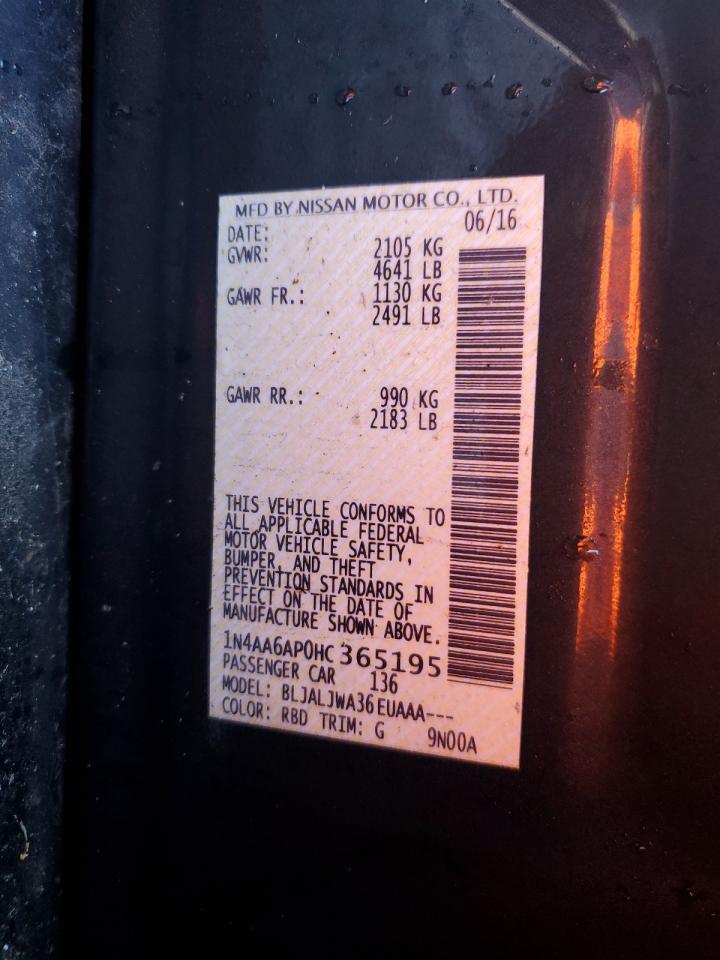 MFD BY NISSAN MOTOR CO., LTD.
DATE: 06/16
GVWR: 2105 KG
4641 LB
GAWR FR.: 1130 KG
2491 LB
GAWR RR.: 990 KG
2183 LB
THIS VEHICLE CONFORMS TO
ALL APPLICABLE FEDERAL
MOTOR VEHICLE SAFETY,
BUMPER, AND THEFT
PREVENTION STANDARDS IN
EFFECT ON THE DATE OF
MANUFACTURE SHOWN ABOVE.
1N4AA6AP0HC 365195
PASSENGER CAR 136
MODEL: BLJALJWA36EUAAA---
COLOR: RBD TRIM: G 9N00A